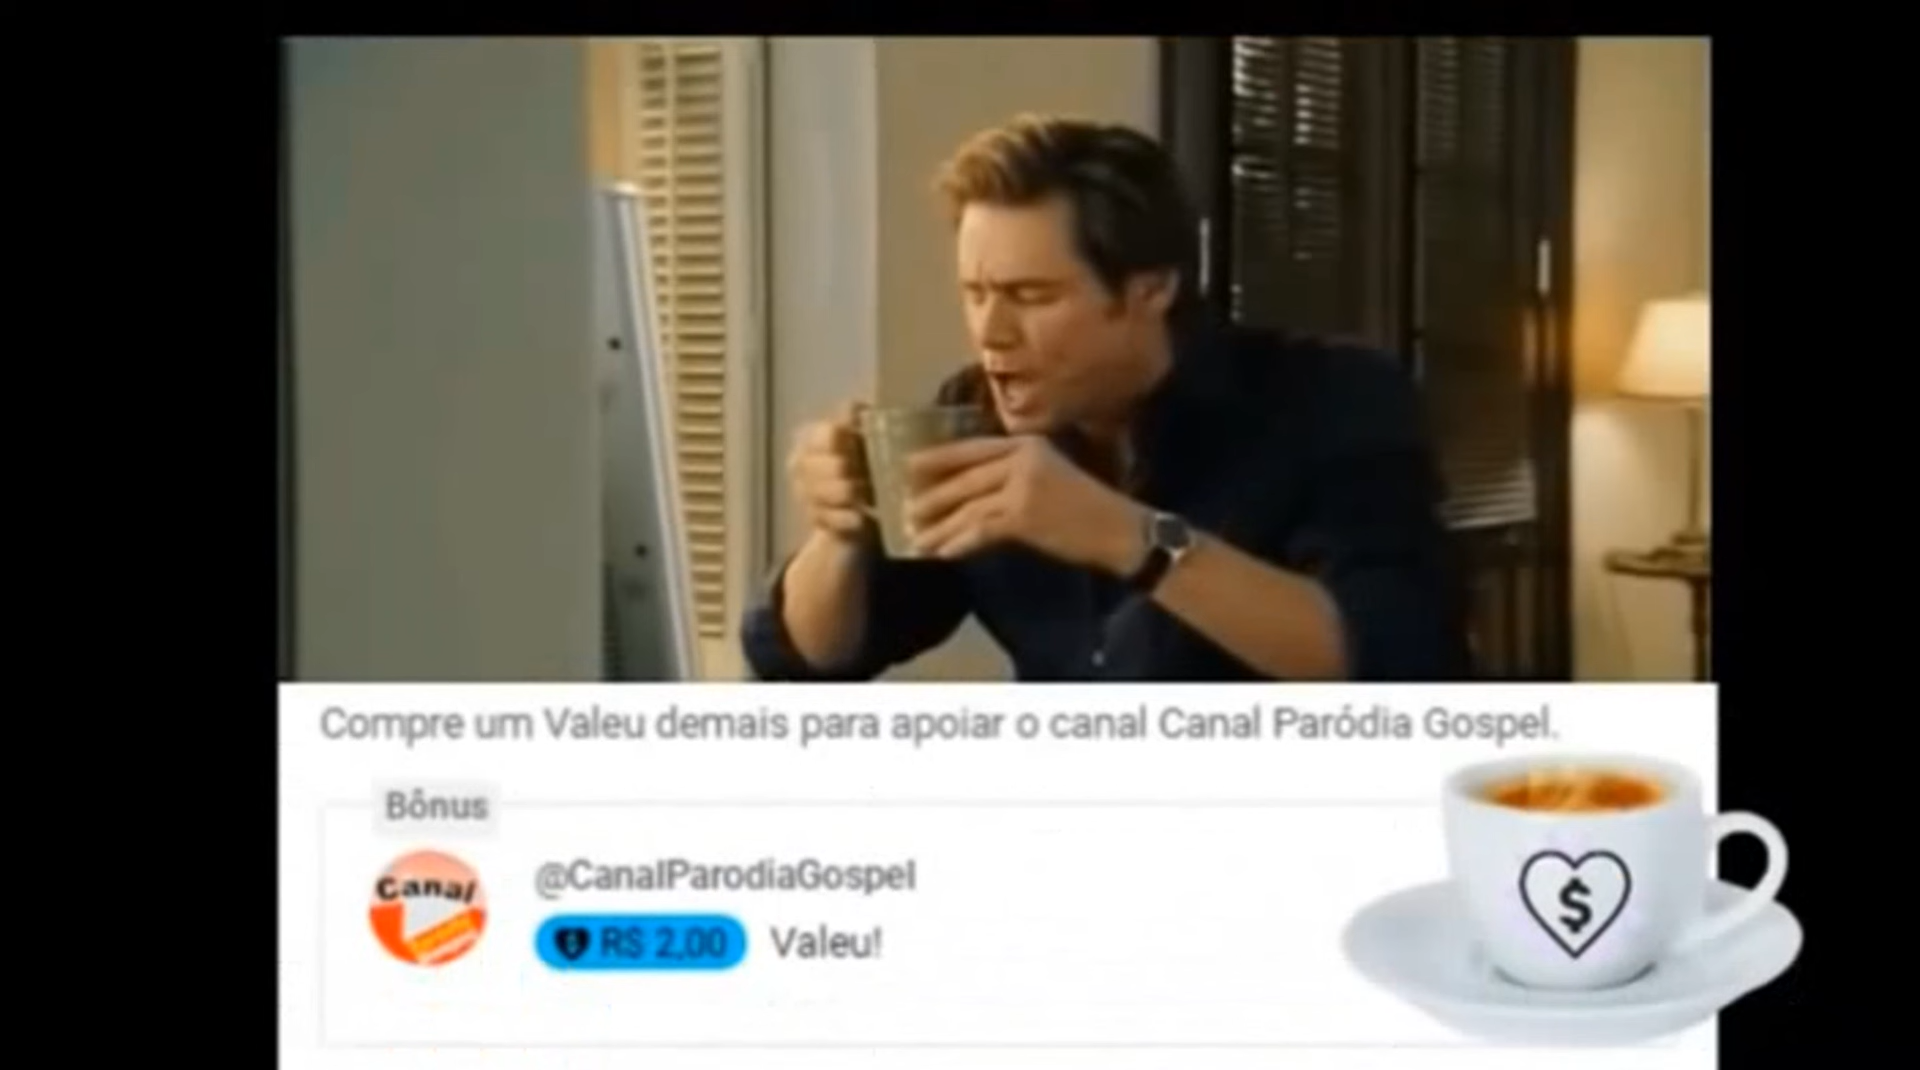 Compre um Valeu demais para apoiar o canal Canal Paródia Gospel.
Bônus
Canal
@CanalParodiaGospel
R$ 2,00 Valeu!
$